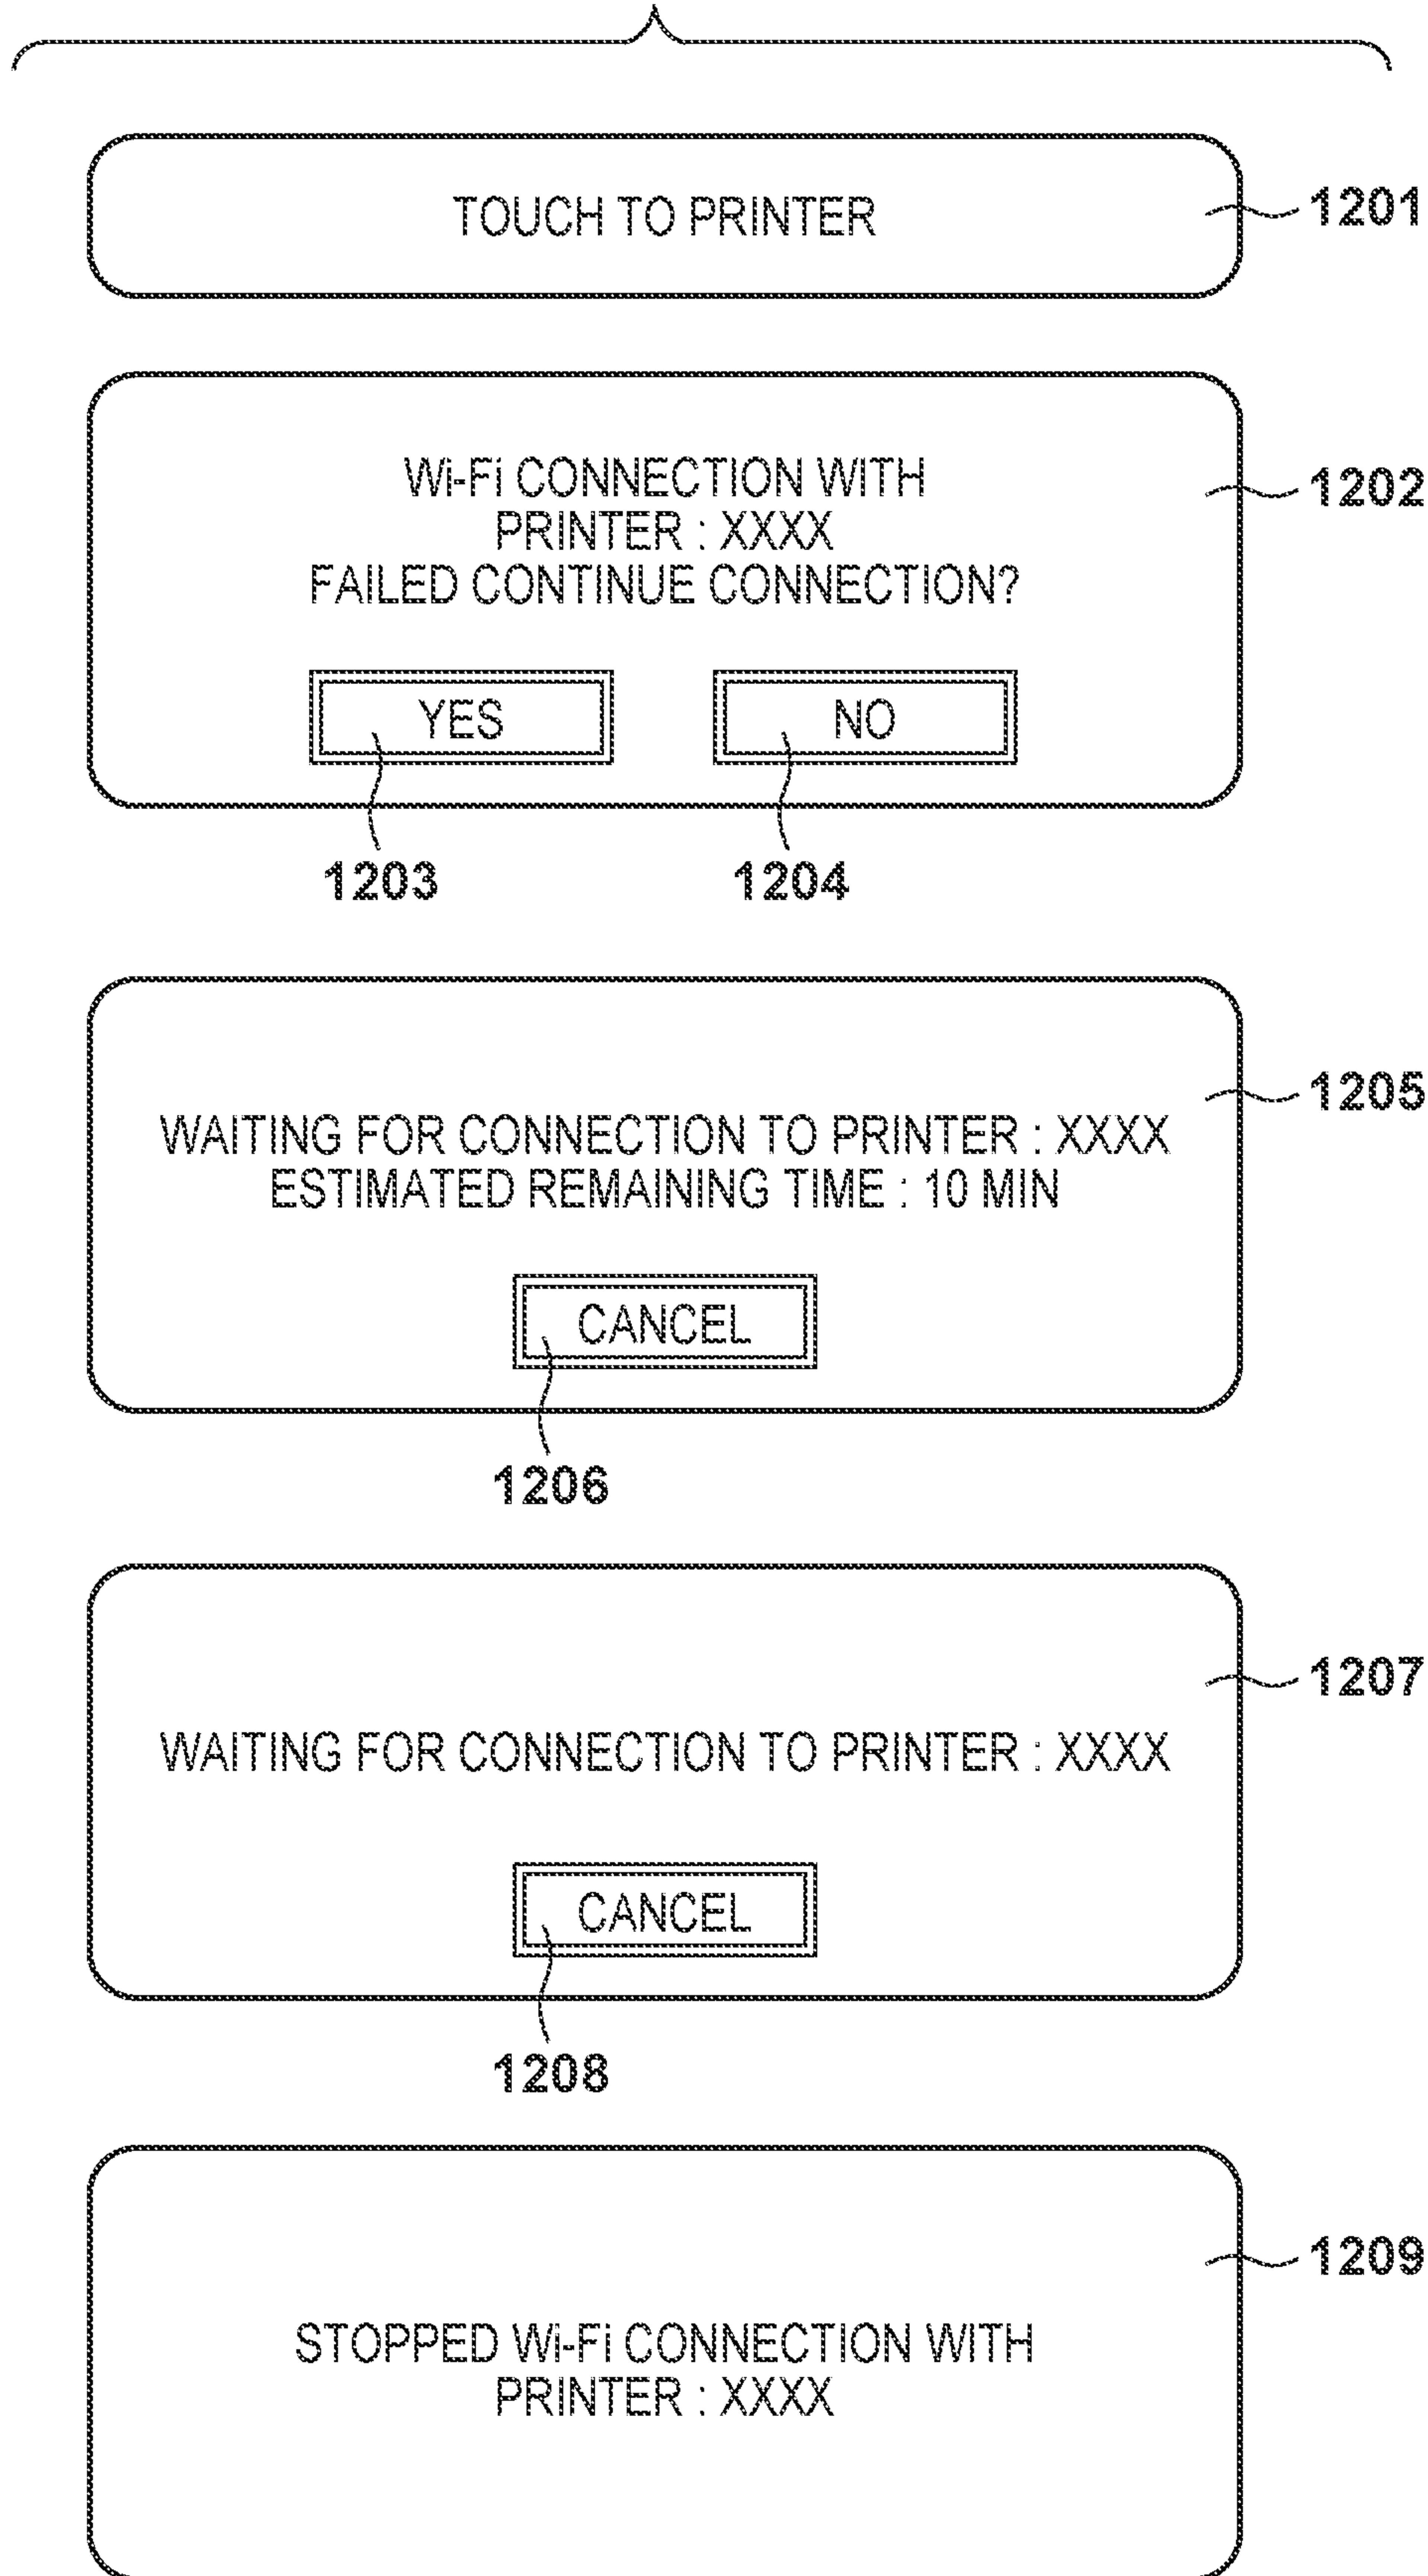 TOUCH TO PRINTER
1201
Wi-Fi CONNECTION WITH
PRINTER : XXXX
FAILED CONTINUE CONNECTION?
1202
YES
NO
1203
1204
WAITING FOR CONNECTION TO PRINTER : XXXX
ESTIMATED REMAINING TIME : 10 MIN
1205
CANCEL
1206
WAITING FOR CONNECTION TO PRINTER : XXXX
1207
CANCEL
1208
STOPPED Wi-Fi CONNECTION WITH
PRINTER : XXXX
1209